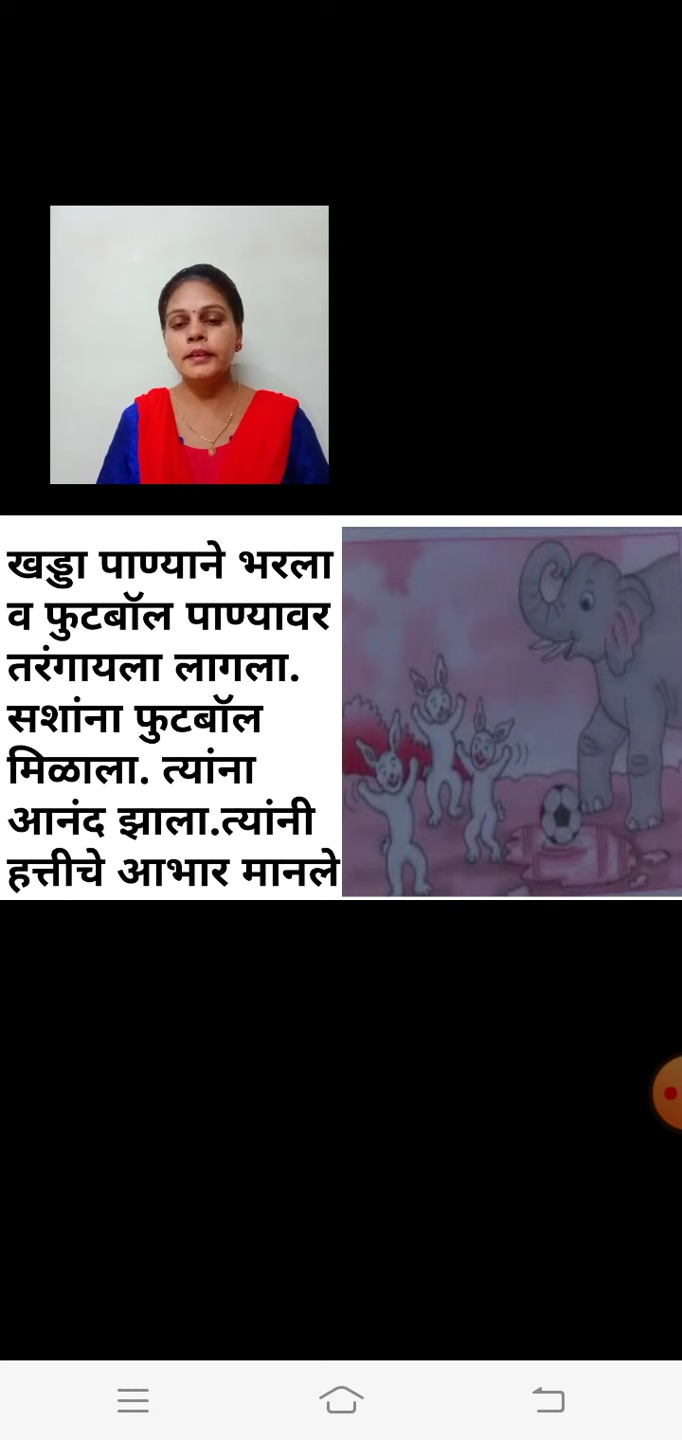 खड्डा पाण्याने भरला
व फुटबॉल पाण्यावर
तरंगायला लागला.
सशांना फुटबॉल
मिळाला. त्यांना
आनंद झाला.त्यांनी
हत्तीचे आभार मानले